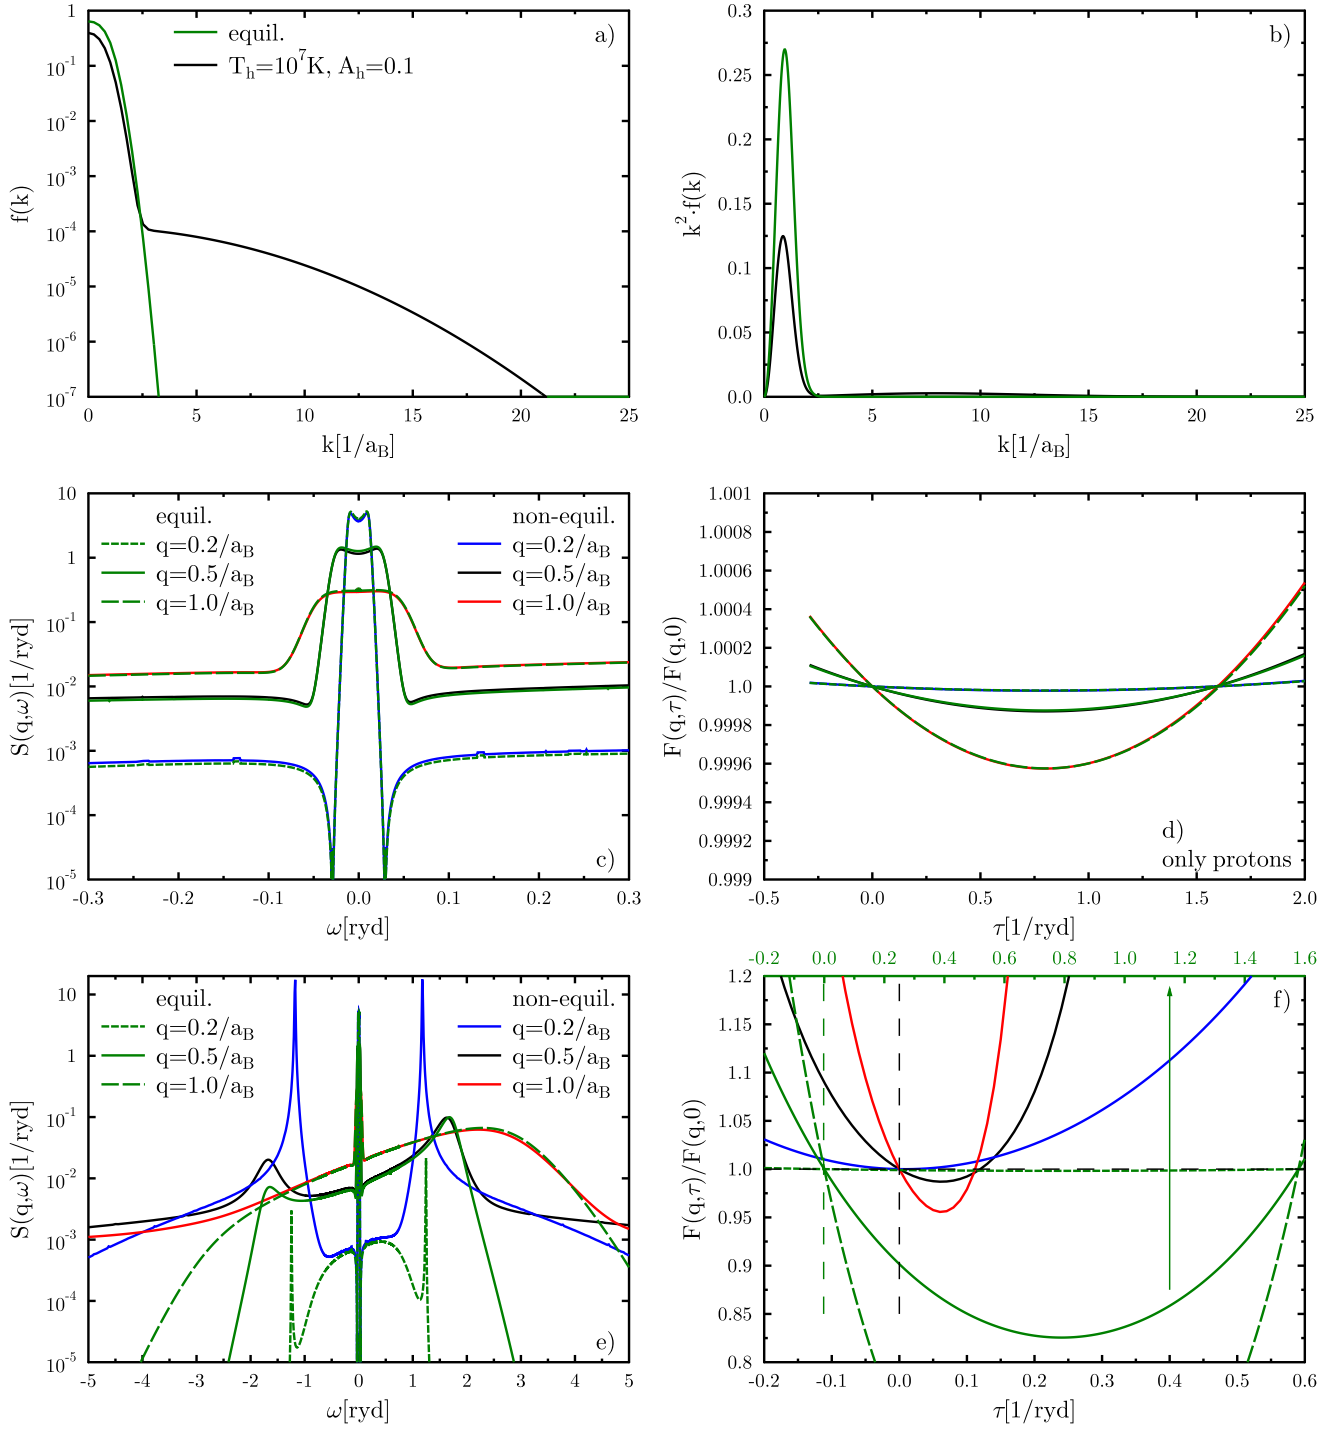 1
10^-1
10^-2
10^-3
10^-4
10^-5
10^-6
10^-7
f(k)
equil.
T_h=10^7K, A_h=0.1
a)
0 5 10 15 20 25
k[1/a_B]
0.3
0.25
0.2
0.15
0.1
0.05
0.0
k^2·f(k)
b)
0 5 10 15 20 25
k[1/a_B]
10
1
10^-1
10^-2
10^-3
10^-4
10^-5
S(q,ω)[1/ryd]
equil. non-equil.
q=0.2/a_B q=0.2/a_B
q=0.5/a_B q=0.5/a_B
q=1.0/a_B q=1.0/a_B
c)
-0.3 -0.2 -0.1 0.0 0.1 0.2 0.3
ω[ryd]
1.001
1.0008
1.0006
1.0004
1.0002
1.0
0.9998
0.9996
0.9994
0.9992
0.999
F(q,τ)/F(q,0)
d)
only protons
-0.5 0.0 0.5 1.0 1.5 2.0
τ[1/ryd]
10
1
10^-1
10^-2
10^-3
10^-4
10^-5
S(q,ω)[1/ryd]
equil. non-equil.
q=0.2/a_B q=0.2/a_B
q=0.5/a_B q=0.5/a_B
q=1.0/a_B q=1.0/a_B
e)
-5 -4 -3 -2 -1 0 1 2 3 4 5
ω[ryd]
-0.2 0.0 0.2 0.4 0.6 0.8 1.0 1.2 1.4 1.6
1.2
1.15
1.1
1.05
1.0
0.95
0.9
0.85
0.8
F(q,τ)/F(q,0)
f)
-0.2 -0.1 0.0 0.1 0.2 0.3 0.4 0.5 0.6
τ[1/ryd]